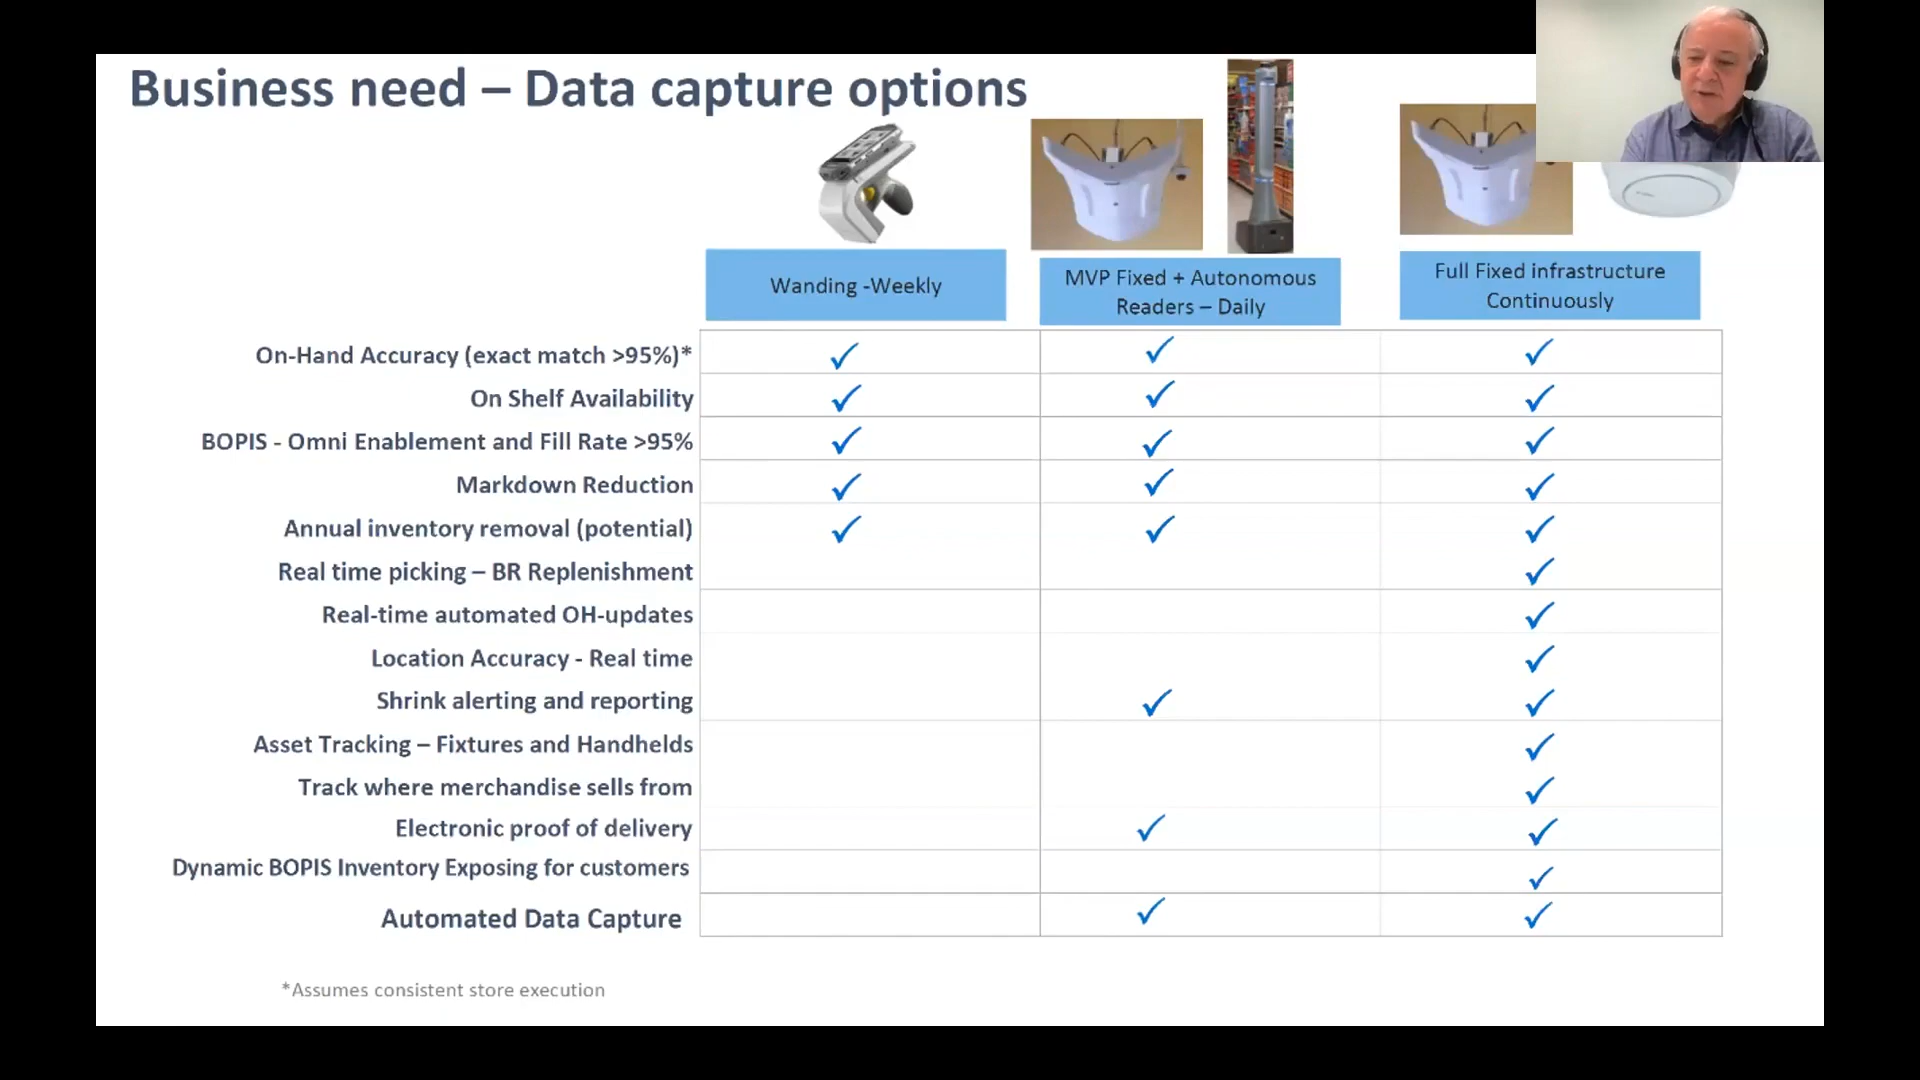 Business need – Data capture options
Wanding -Weekly
MVP Fixed + Autonomous
Readers – Daily
Full Fixed infrastructure
Continuously
On-Hand Accuracy (exact match >95%)*
On Shelf Availability
BOPIS - Omni Enablement and Fill Rate >95%
Markdown Reduction
Annual inventory removal (potential)
Real time picking – BR Replenishment
Real-time automated OH-updates
Location Accuracy - Real time
Shrink alerting and reporting
Asset Tracking – Fixtures and Handhelds
Track where merchandise sells from
Electronic proof of delivery
Dynamic BOPIS Inventory Exposing for customers
Automated Data Capture
*Assumes consistent store execution